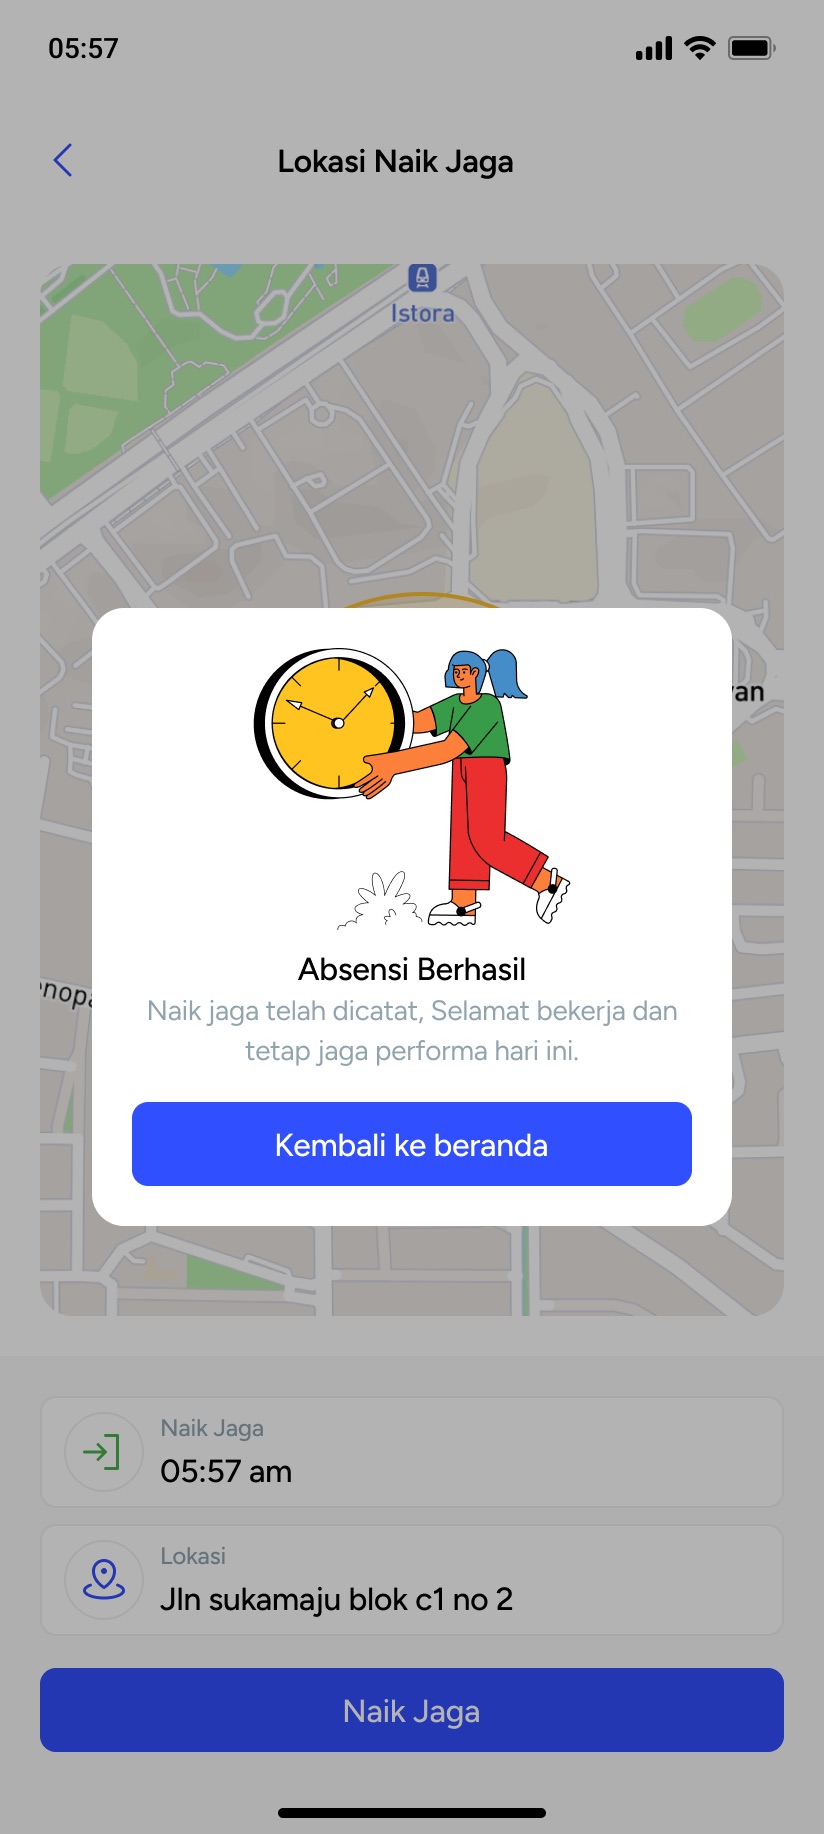 05:57
Lokasi Naik Jaga
Istora
Absensi Berhasil
Naik jaga telah dicatat, Selamat bekerja dan
tetap jaga performa hari ini.
Kembali ke beranda
Naik Jaga
05:57 am
Lokasi
Jln sukamaju blok c1 no 2
Naik Jaga